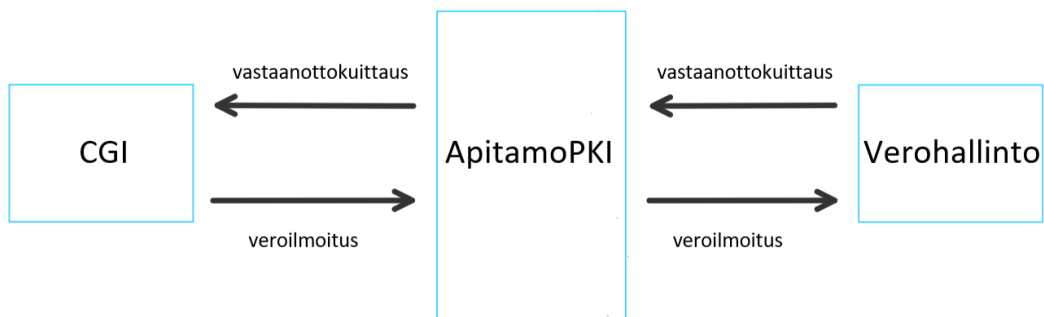 vastaanottokuittaus
vastaanottokuittaus
CGI
ApitamoPKI
Verohallinto
veroilmoitus
veroilmoitus